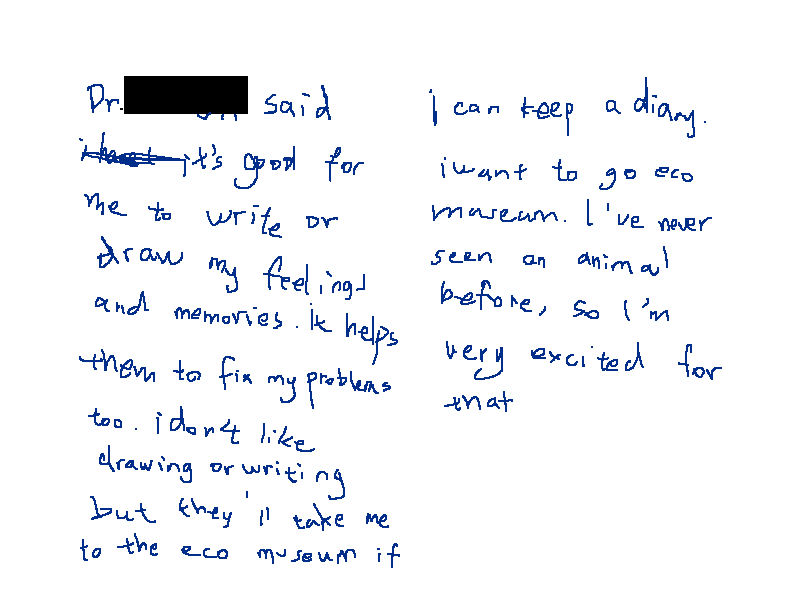 Dr. said
it's good for
me to write or
draw my feelings
and memories. It helps
them to fix my problems
too. i don't like
drawing or writing
but they'll take me
to the eco museum if
I can keep a diary.
i want to go eco
museum. I've never
seen an animal
before, so I'm
very excited for
that